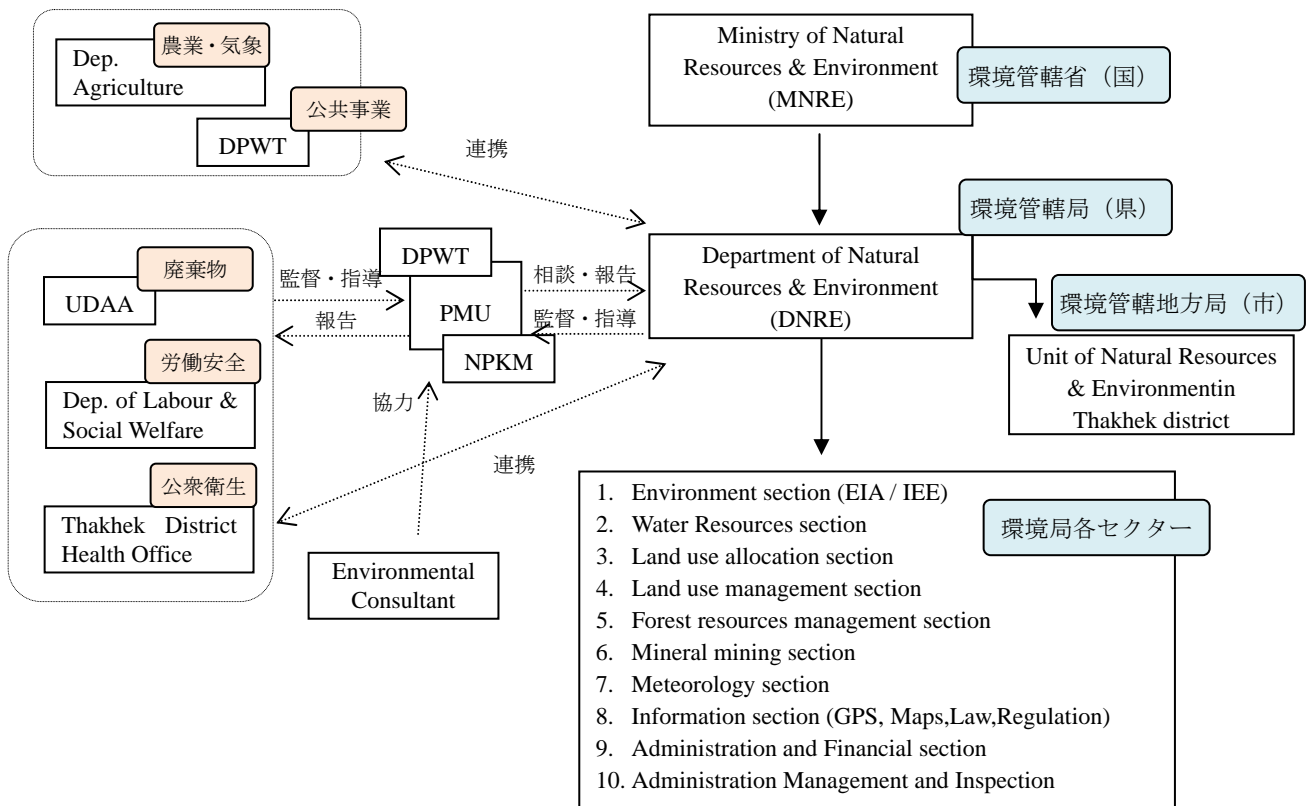 農業・気象
Dep.
Agriculture
公共事業
DPWT
連携
Ministry of Natural
Resources & Environment
(MNRE)
環境管轄省（国）
環境管轄局（県）
廃棄物
UDAA
労働安全
Dep. of Labour &
Social Welfare
公衆衛生
Thakhek District
Health Office
監督・指導
報告
DPWT
PMU
NPKM
相談・報告
監督・指導
協力
連携
Environmental
Consultant
Department of Natural
Resources & Environment
(DNRE)
環境管轄地方局（市）
Unit of Natural Resources
& Environmentin
Thakhek district
環境局各セクター
1. Environment section (EIA / IEE)
2. Water Resources section
3. Land use allocation section
4. Land use management section
5. Forest resources management section
6. Mineral mining section
7. Meteorology section
8. Information section (GPS, Maps,Law,Regulation)
9. Administration and Financial section
10. Administration Management and Inspection